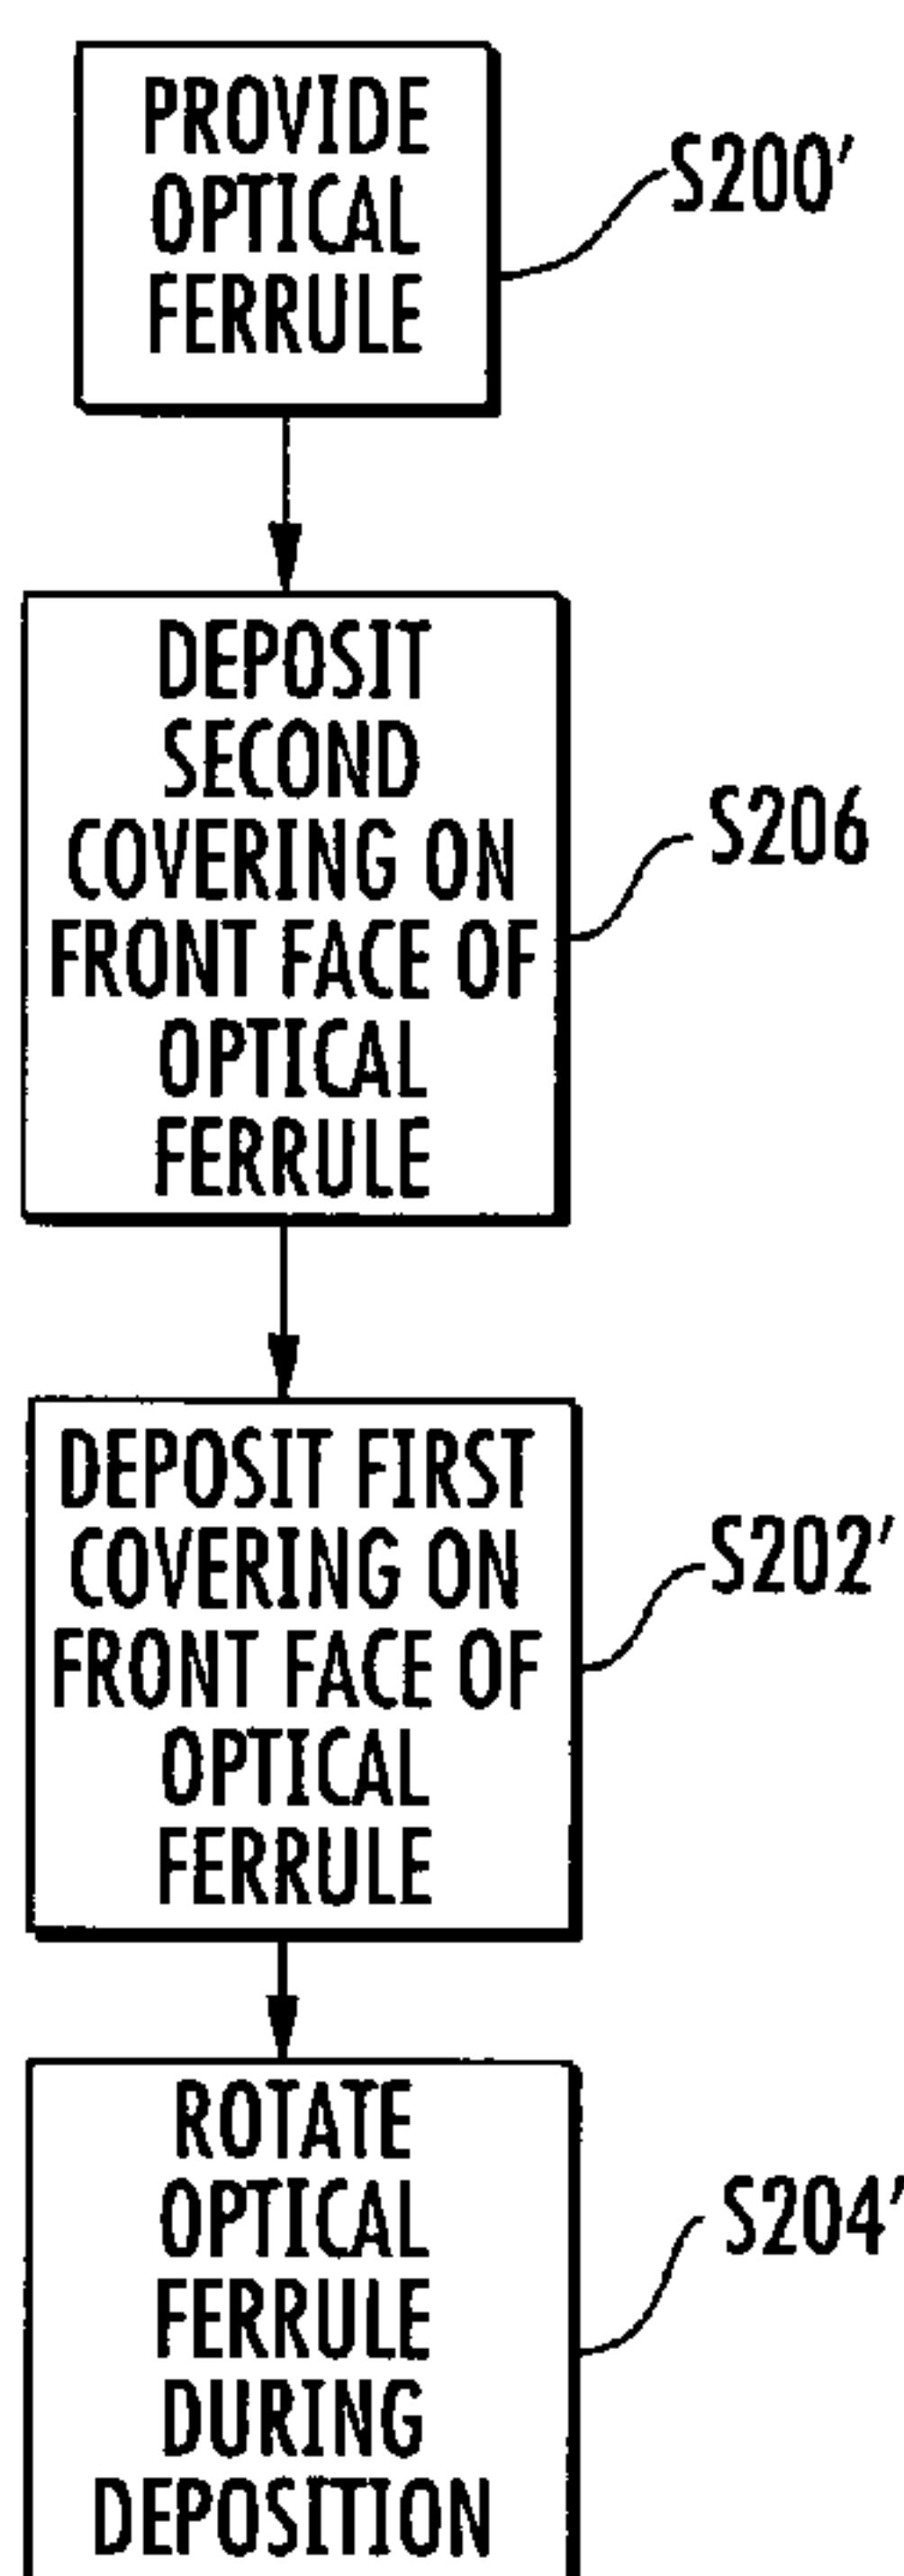 PROVIDE
OPTICAL
FERRULE
S200'
DEPOSIT
SECOND
COVERING ON
FRONT FACE OF
OPTICAL
FERRULE
S206
DEPOSIT FIRST
COVERING ON
FRONT FACE OF
OPTICAL
FERRULE
S202'
ROTATE
OPTICAL
FERRULE
DURING
DEPOSITION
S204'